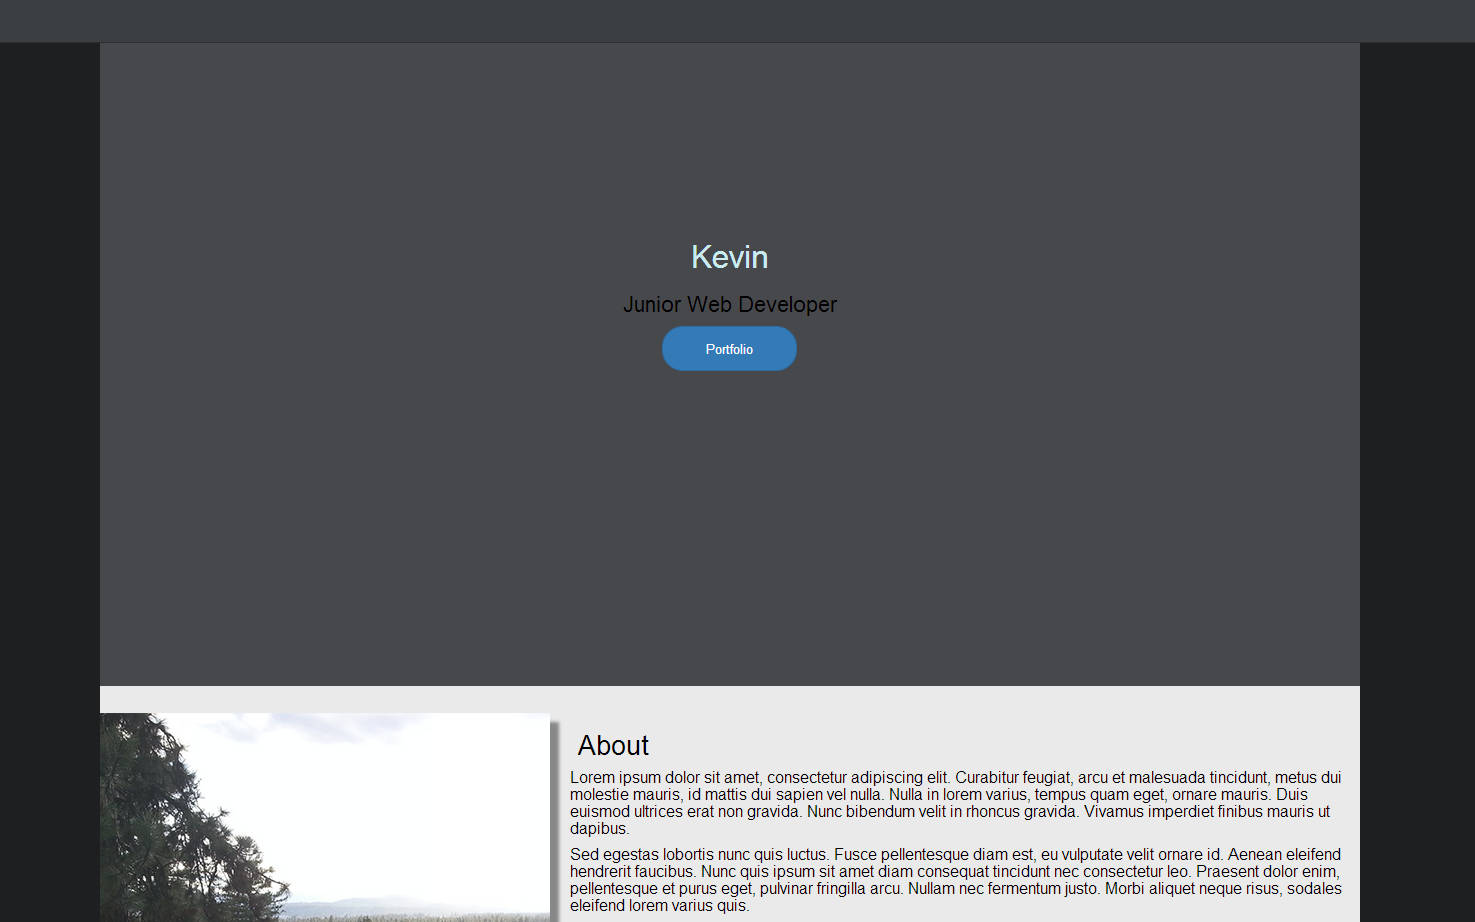 Kevin
Junior Web Developer
Portfolio
About
Lorem ipsum dolor sit amet, consectetur adipiscing elit. Curabitur feugiat, arcu et malesuada tincidunt, metus dui
molestie mauris, id mattis dui sapien vel nulla. Nulla in lorem varius, tempus quam eget, ornare mauris. Duis
euismod ultrices erat non gravida. Nunc bibendum velit in rhoncus gravida. Vivamus imperdiet finibus mauris ut
dapibus.
Sed egestas lobortis nunc quis luctus. Fusce pellentesque diam est, eu vulputate velit ornare id. Aenean eleifend
hendrerit faucibus. Nunc quis ipsum sit amet diam consequat tincidunt nec consectetur leo. Praesent dolor enim,
pellentesque et purus eget, pulvinar fringilla arcu. Nullam nec fermentum justo. Morbi aliquet neque risus, sodales
eleifend lorem varius quis.